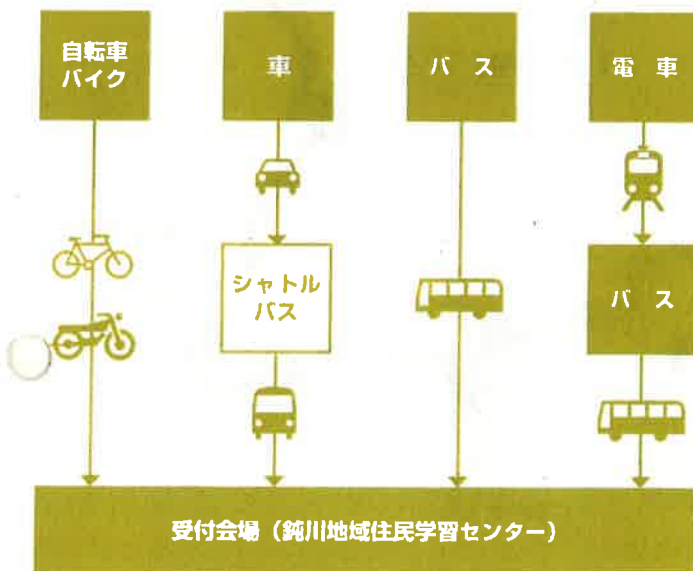 自転車
バイク
車
バス
電車
シャトル
バス
バス
受付会場（鈍川地域住民学習センター）